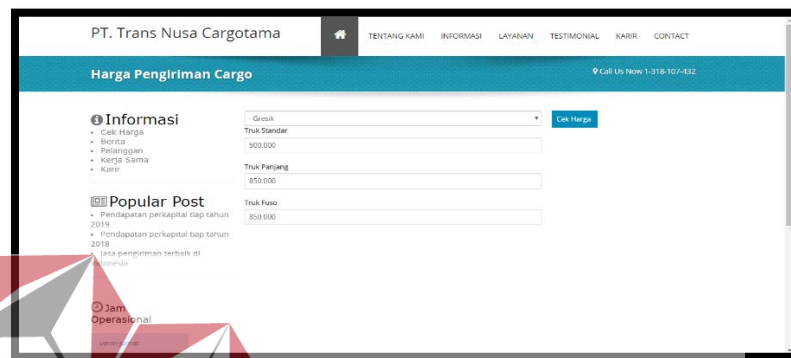 PT. Trans Nusa Cargotama
TENTANG KAMI INFORMASI LAYANAN TESTIMONIAL KARIR CONTACT
Harga Pengiriman Cargo
Call Us Now 1-318-107-432
Informasi
Cek Harga
Berita
Pelanggan
Kerja Sama
Karir
Popular Post
Pendapatan perkapital tiap tahun
2019
Pendapatan perkapital tiap tahun
2018
Jasa pengiriman terbaik di
Indonesia
Jam
Operasional
Senin-Jumat
Gresik
Cek Harga
Truk Standar
500.000
Truk Panjang
850.000
Truk Fuso
850.000